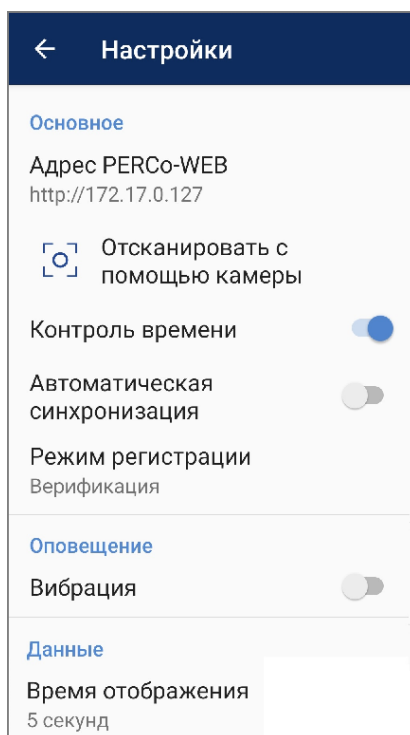 Настройки
Основное
Адрес PERCo-WEB
http://172.17.0.127
Отсканировать с
помощью камеры
Контроль времени
Автоматическая
синхронизация
Режим регистрации
Верификация
Оповещение
Вибрация
Данные
Время отображения
5 секунд